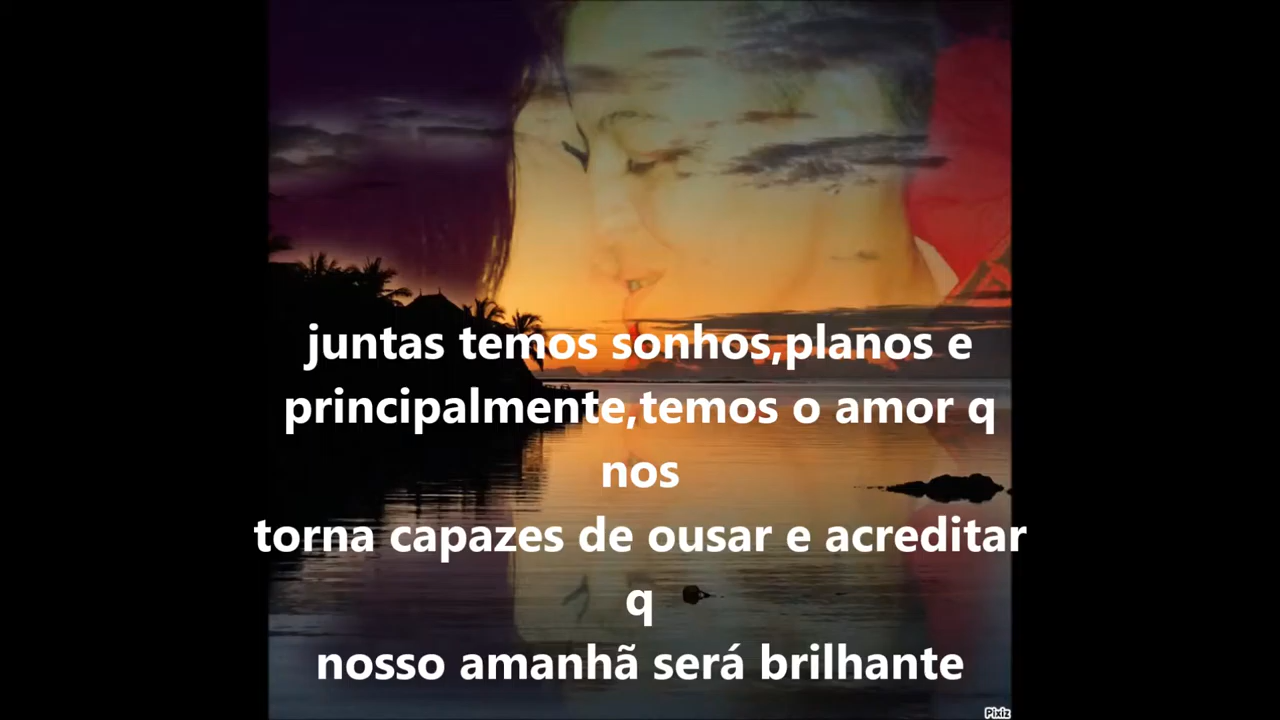 juntas temos sonhos,planos e
principalmente,temos o amor q
nos
torna capazes de ousar e acreditar
q
nosso amanhã será brilhante
Pixiz